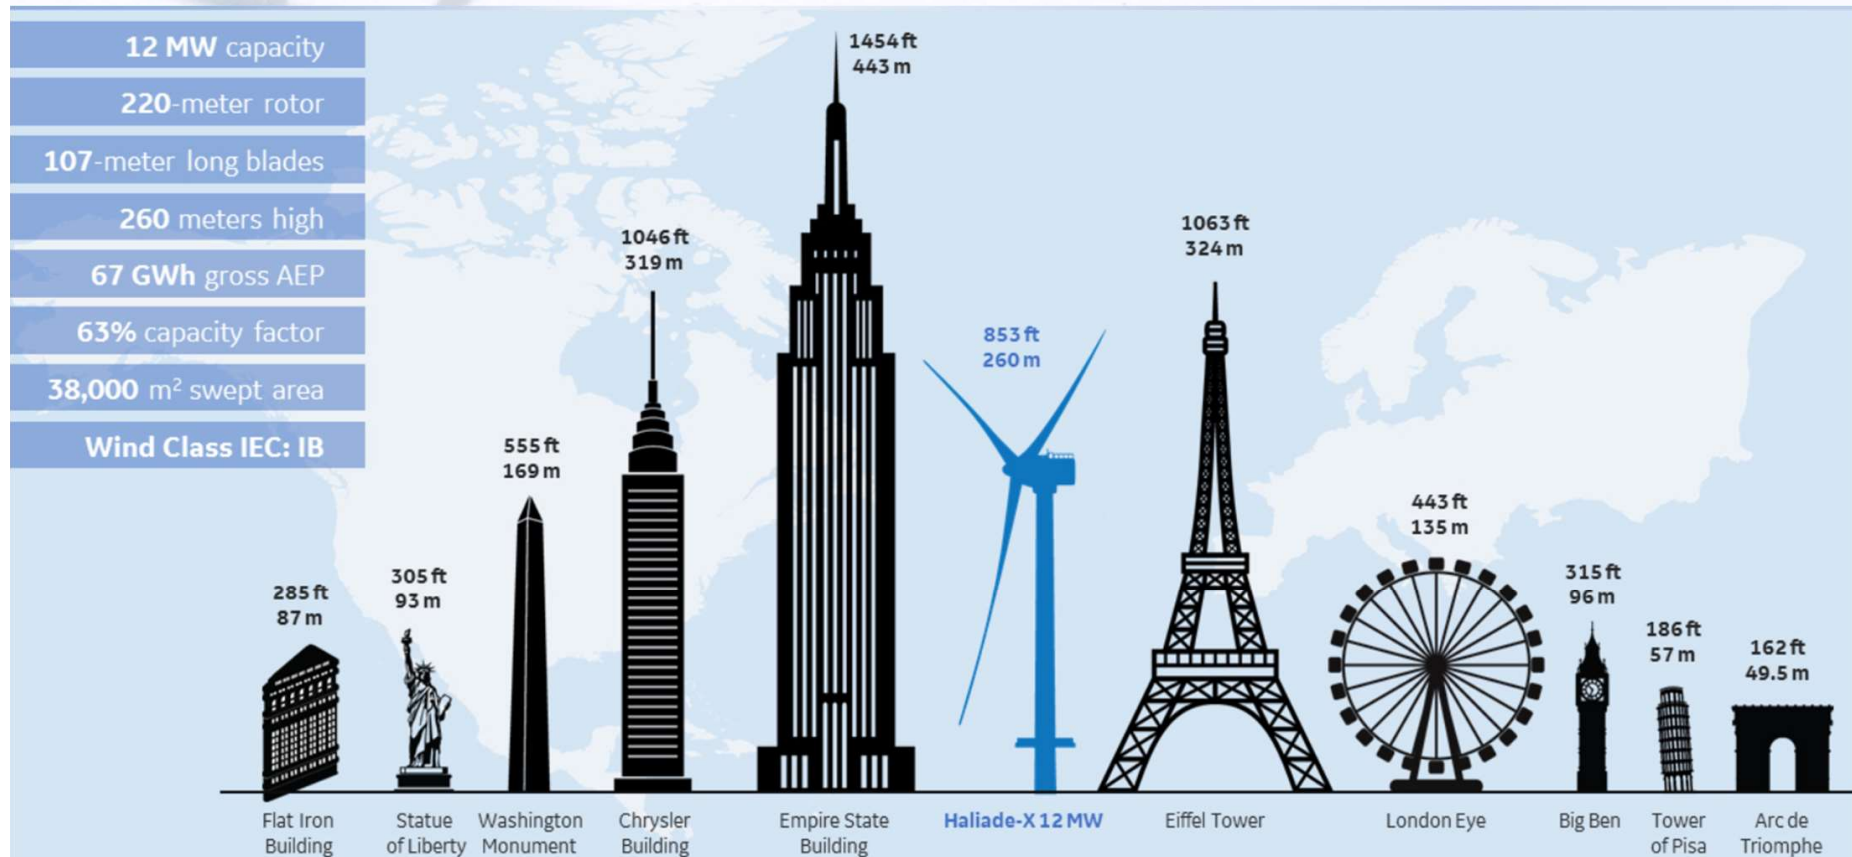 12 MW capacity
220-meter rotor
107-meter long blades
260 meters high
67 GWh gross AEP
63% capacity factor
38,000 m² swept area
Wind Class IEC: IB
285 ft
87 m
305 ft
93 m
555 ft
169 m
1046 ft
319 m
1454 ft
443 m
853 ft
260 m
1063 ft
324 m
443 ft
135 m
315 ft
96 m
186 ft
57 m
162 ft
49.5 m
Flat Iron
Building
Statue
of Liberty
Washington
Monument
Chrysler
Building
Empire State
Building
Haliade-X 12 MW
Eiffel Tower
London Eye
Big Ben
Tower
of Pisa
Arc de
Triomphe